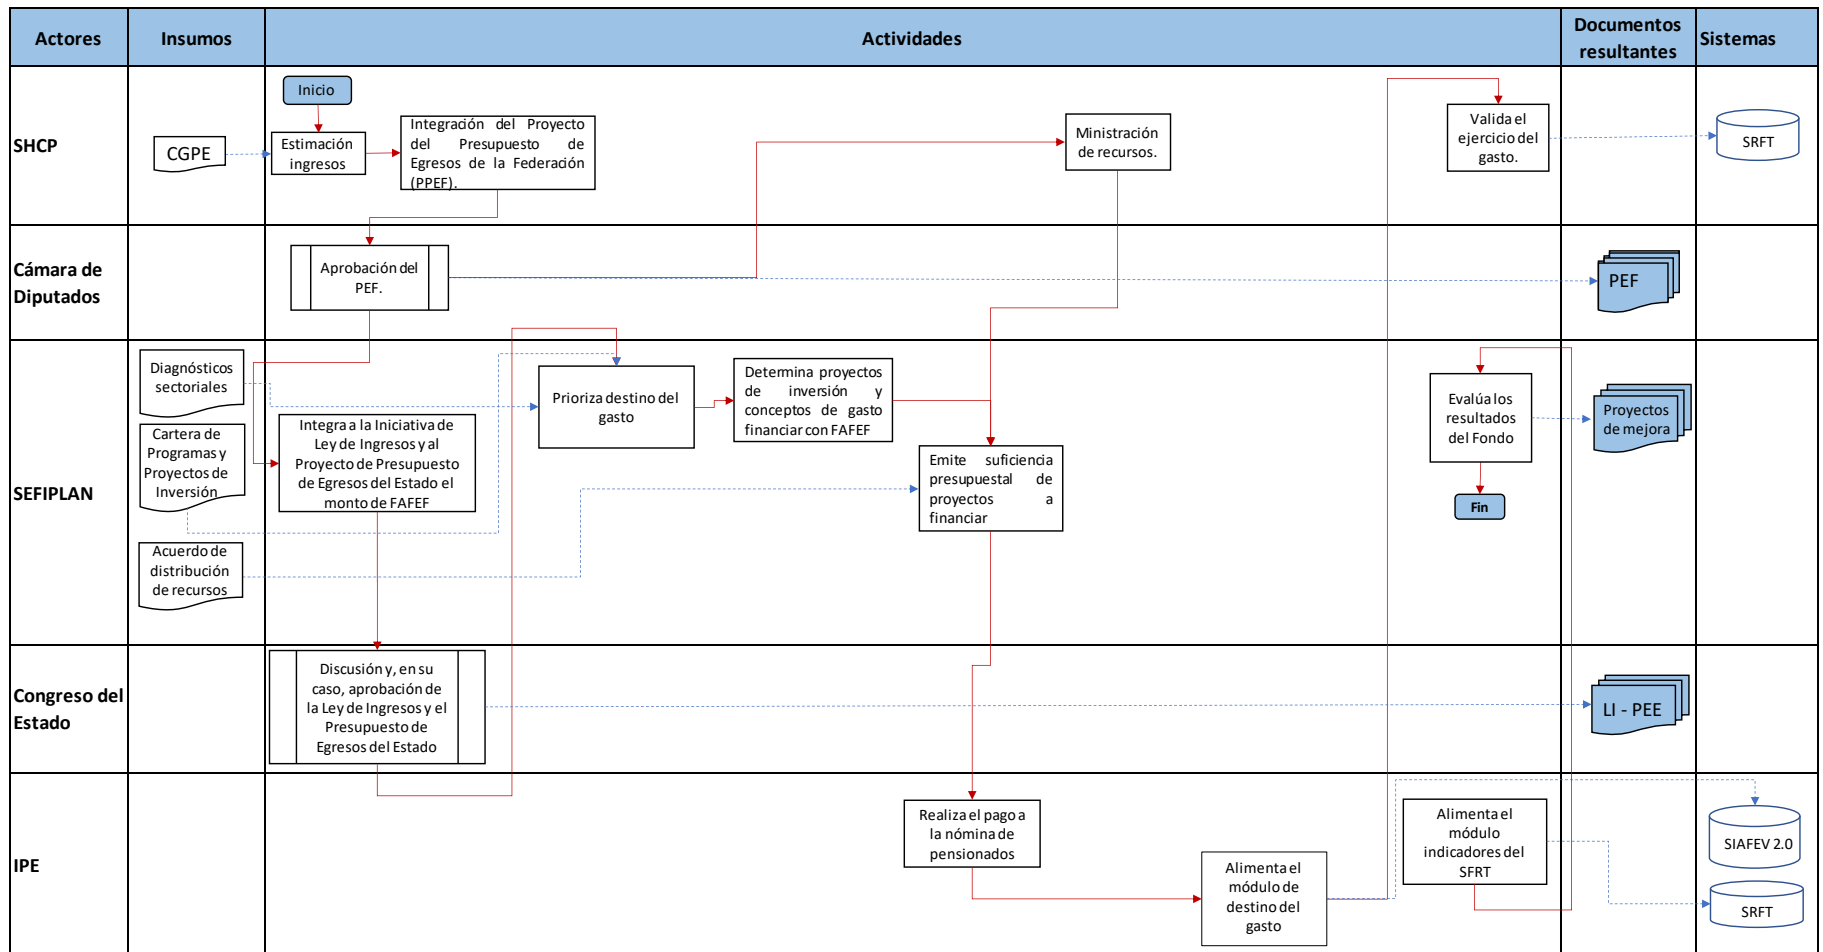 Actores
Insumos
Actividades
Documentos
resultantes
Sistemas
SHCP
CGPE
Inicio
Estimación
ingresos
Integración del Proyecto
del Presupuesto de
Egresos de la Federación
(PPEF).
Ministración
de recursos.
Valida el
ejercicio del
gasto.
SRFT
Cámara de
Diputados
Aprobación del
PEF.
PEF
SEFIPLAN
Diagnósticos
sectoriales
Cartera de
Programas y
Proyectos de
Inversión
Acuerdo de
distribución
de recursos
Integra a la Iniciativa de
Ley de Ingresos y al
Proyecto de Presupuesto
de Egresos del Estado el
monto de FAFEF
Prioriza destino del
gasto
Determina proyectos
de inversión y
conceptos de gasto
financiar con FAFEF
Emite suficiencia
presupuestal de
proyectos a
financiar
Evalúa los
resultados
del Fondo
Fin
Proyectos
de mejora
Congreso del
Estado
Discusión y, en su
caso, aprobación de
la Ley de Ingresos y el
Presupuesto de
Egresos del Estado
LI - PEE
IPE
Realiza el pago a
la nómina de
pensionados
Alimenta el
módulo de
destino del
gasto
Alimenta el
módulo
indicadores del
SFRT
SIAFEV 2.0
SRFT